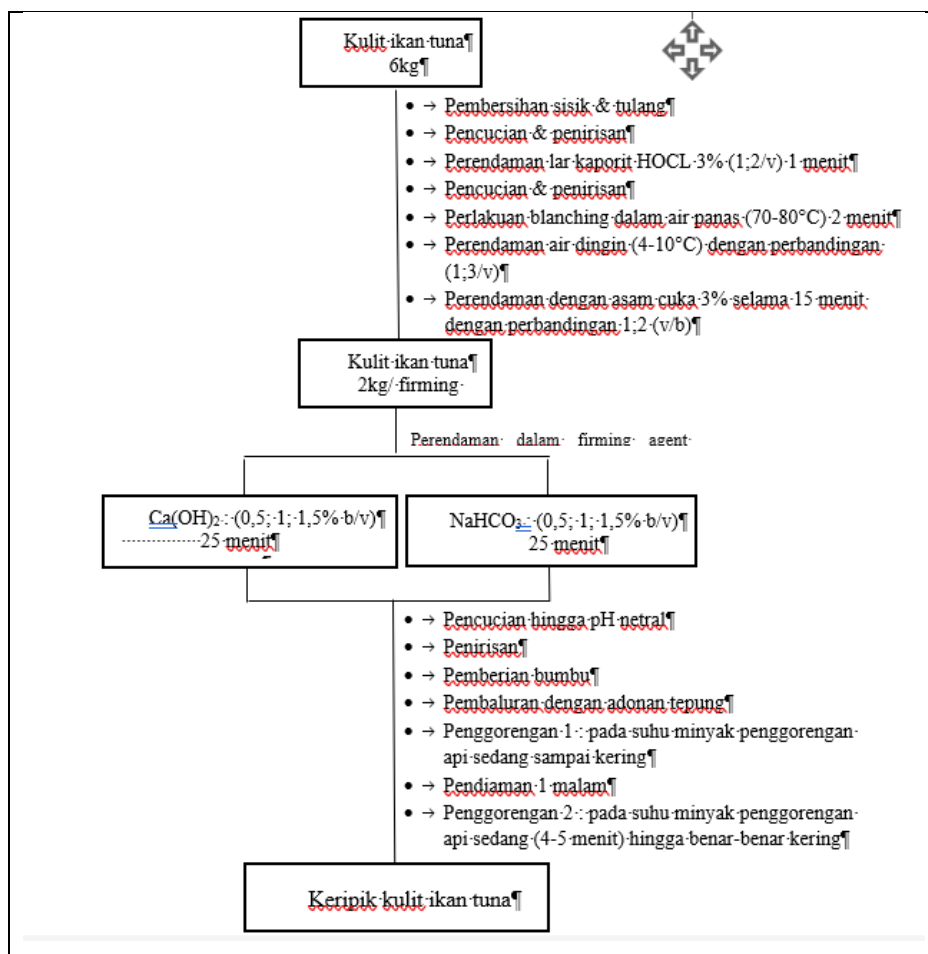 Kulit ikan tuna¶
6kg¶
• → Pembersihan sisik & tulang¶
• → Pencucian & penirisan¶
• → Perendaman lar kaporit HOCL 3% (1;2/v) 1 menit¶
• → Pencucian & penirisan¶
• → Perlakuan blanching dalam air panas (70-80°C) 2 menit¶
• → Perendaman air dingin (4-10°C) dengan perbandingan
(1;3/v)¶
• → Perendaman dengan asam cuka 3% selama 15 menit
dengan perbandingan 1;2 (v/b)¶
Kulit ikan tuna¶
2kg/ firming
Perendaman dalam firming agent
Ca(OH)₂ : (0,5; 1; 1,5% b/v)¶
25 menit¶
¶
NaHCO₃ : (0,5; 1; 1,5% b/v)¶
25 menit¶
• → Pencucian hingga pH netral¶
• → Penirisan¶
• → Pemberian bumbu¶
• → Pembaluran dengan adonan tepung¶
• → Penggorengan 1 : pada suhu minyak penggorengan
api sedang sampai kering¶
• → Pendiaman 1 malam¶
• → Penggorengan 2 : pada suhu minyak penggorengan
api sedang (4-5 menit) hingga benar-benar kering¶
Keripik kulit ikan tuna¶